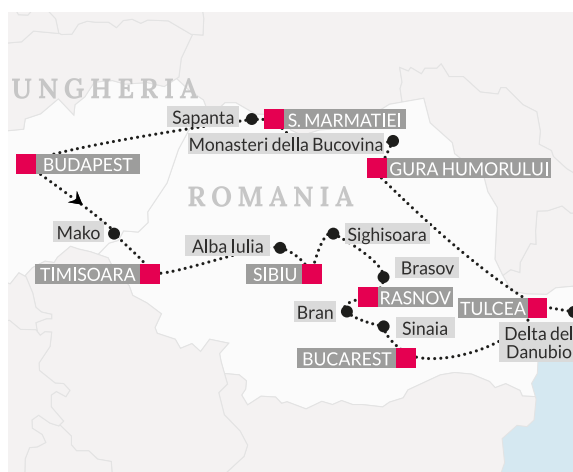 UNGHERIA
Sapanta
S. MARMATIEI
Monasteri della Bucovina
BUDAPEST
GURA HUMORULUI
ROMANIA
Mako
Alba Iulia
Sighisoara
TIMISOARA
SIBIU
Brasov
RASNOV
Bran
TULCEA
Sinaia
Delta del
Danubio
BUCAREST